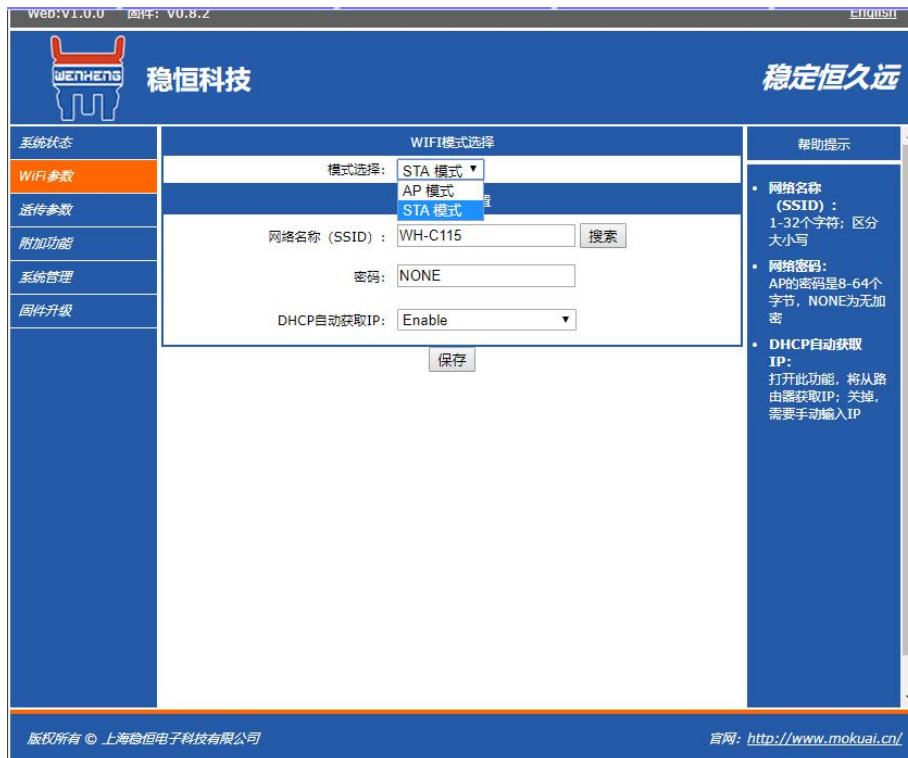 Web:V1.0.0 固件: V0.8.2 English
WENHENG
稳恒科技
稳定恒久远
系统状态
WiFi参数
透传参数
附加功能
系统管理
固件升级
WIFI模式选择
模式选择: STA 模式
AP 模式
STA 模式
置
网络名称（SSID）: WH-C115 搜索
密码: NONE
DHCP自动获取IP: Enable
保存
帮助提示
• 网络名称
（SSID）:
1-32个字符; 区分
大小写
• 网络密码:
AP的密码是8-64个
字节, NONE为无加
密
• DHCP自动获取
IP:
打开此功能, 将从路
由器获取IP; 关掉,
需要手动输入IP
版权所有 © 上海稳恒电子科技有限公司
官网: http://www.mokuai.cn/